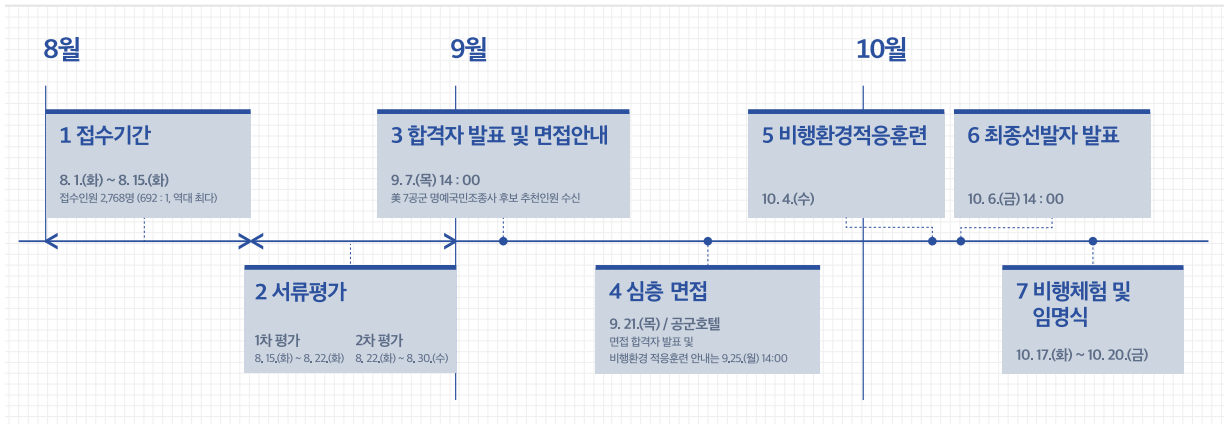 8월
9월
10월
1 접수기간
8. 1.(화) ~ 8. 15.(화)
접수인원 2,768명 (692 : 1, 역대 최다)
2 서류평가
1차 평가
8. 15.(화) ~ 8. 22.(화)
2차 평가
8. 22.(화) ~ 8. 30.(수)
3 합격자 발표 및 면접안내
9. 7.(목) 14 : 00
美 7공군 명예국민조종사 후보 추천인원 수신
4 심층 면접
9. 21.(목) / 공군호텔
면접 합격자 발표 및
비행환경 적응훈련 안내는 9.25.(월) 14:00
5 비행환경적응훈련
10. 4.(수)
6 최종선발자 발표
10. 6.(금) 14 : 00
7 비행체험 및
임명식
10. 17.(화) ~ 10. 20.(금)